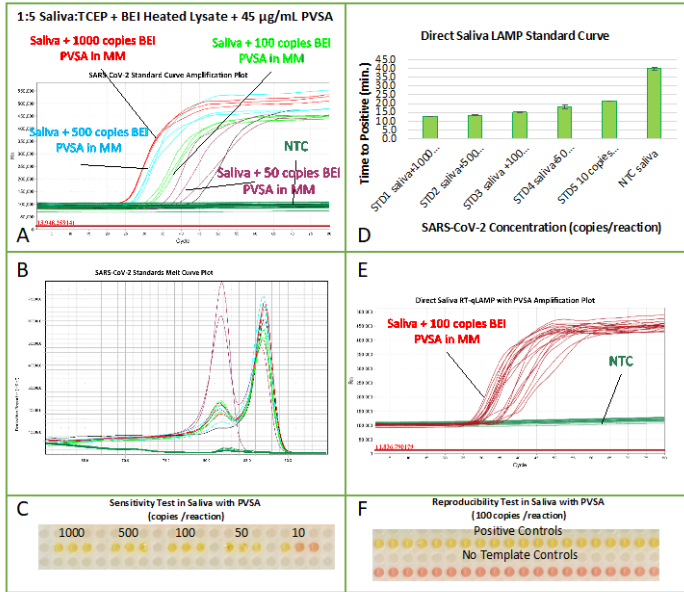 1:5 Saliva:TCEP + BEI Heated Lysate + 45 µg/mL PVSA
Saliva + 1000 copies BEI
PVSA in MM
Saliva + 100 copies BEI
PVSA in MM
SARS-CoV-2 Standard Curve Amplification Plot
Saliva + 500 copies BEI
PVSA in MM
NTC
Saliva + 50 copies BEI
PVSA in MM
Cycle
A
Direct Saliva LAMP Standard Curve
Time to Positive (min.)
45.0
40.0
35.0
30.0
25.0
20.0
15.0
10.0
5.0
0.0
STD1 saliva+1000...
STD2 saliva+500...
STD3 saliva +100...
STD4 saliva+50...
STD5 10 copies...
NTC saliva
SARS-CoV-2 Concentration (copies/reaction)
D
B
SARS-CoV-2 Standards Melt Curve Plot
E
Direct Saliva RT-qLAMP with PVSA Amplification Plot
Saliva + 100 copies BEI
PVSA in MM
NTC
Cycle
C
Sensitivity Test in Saliva with PVSA
(copies /reaction)
1000 500 100 50 10
F
Reproducibility Test in Saliva with PVSA
(100 copies /reaction)
Positive Controls
No Template Controls